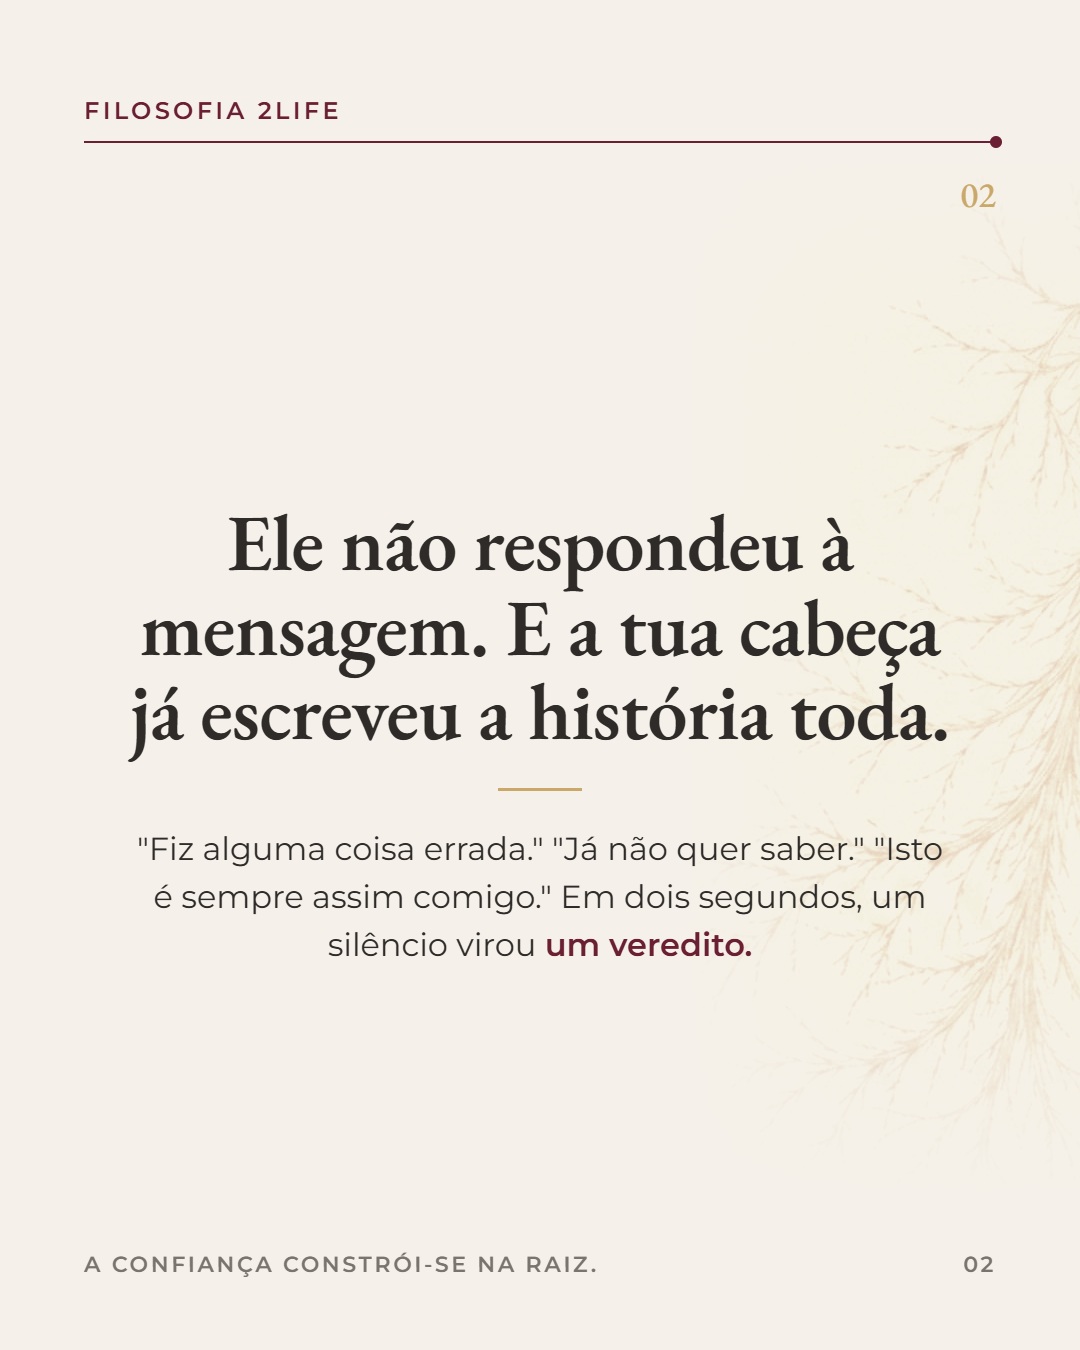 FILOSOFIA 2LIFE
02
Ele não respondeu à
mensagem. E a tua cabeça
já escreveu a história toda.
"Fiz alguma coisa errada." "Já não quer saber." "Isto
é sempre assim comigo." Em dois segundos, um
silêncio virou um veredito.
A CONFIANÇA CONSTRÓI-SE NA RAIZ.
02